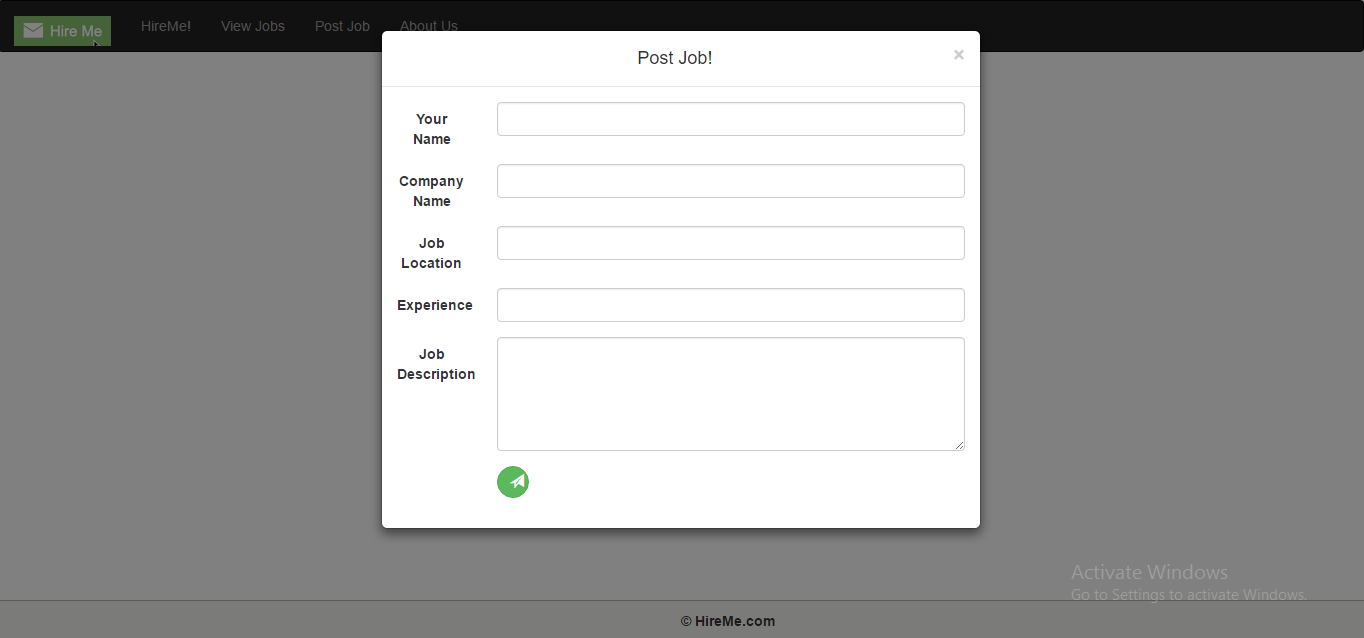 Hire Me
HireMe!
View Jobs
Post Job
About Us
Post Job!
×
Your
Name
Company
Name
Job
Location
Experience
Job
Description
Activate Windows
Go to Settings to activate Windows.
© HireMe.com